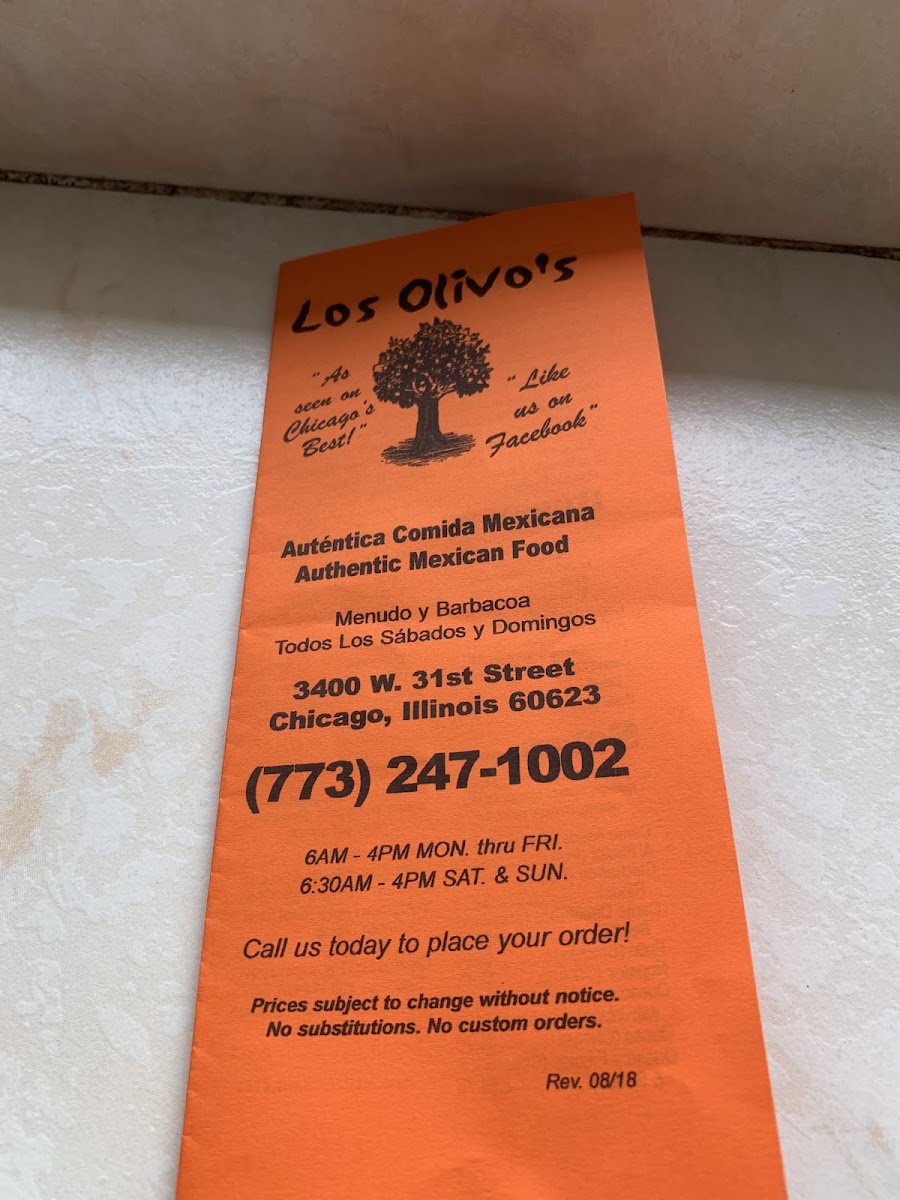 Los Olivo's
"As
seen on
Chicago's
Best!"
"Like
us on
Facebook"
Auténtica Comida Mexicana
Authentic Mexican Food
Menudo y Barbacoa
Todos Los Sábados y Domingos
3400 W. 31st Street
Chicago, Illinois 60623
(773) 247-1002
6AM - 4PM MON. thru FRI.
6:30AM - 4PM SAT. & SUN.
Call us today to place your order!
Prices subject to change without notice.
No substitutions. No custom orders.
Rev. 08/18